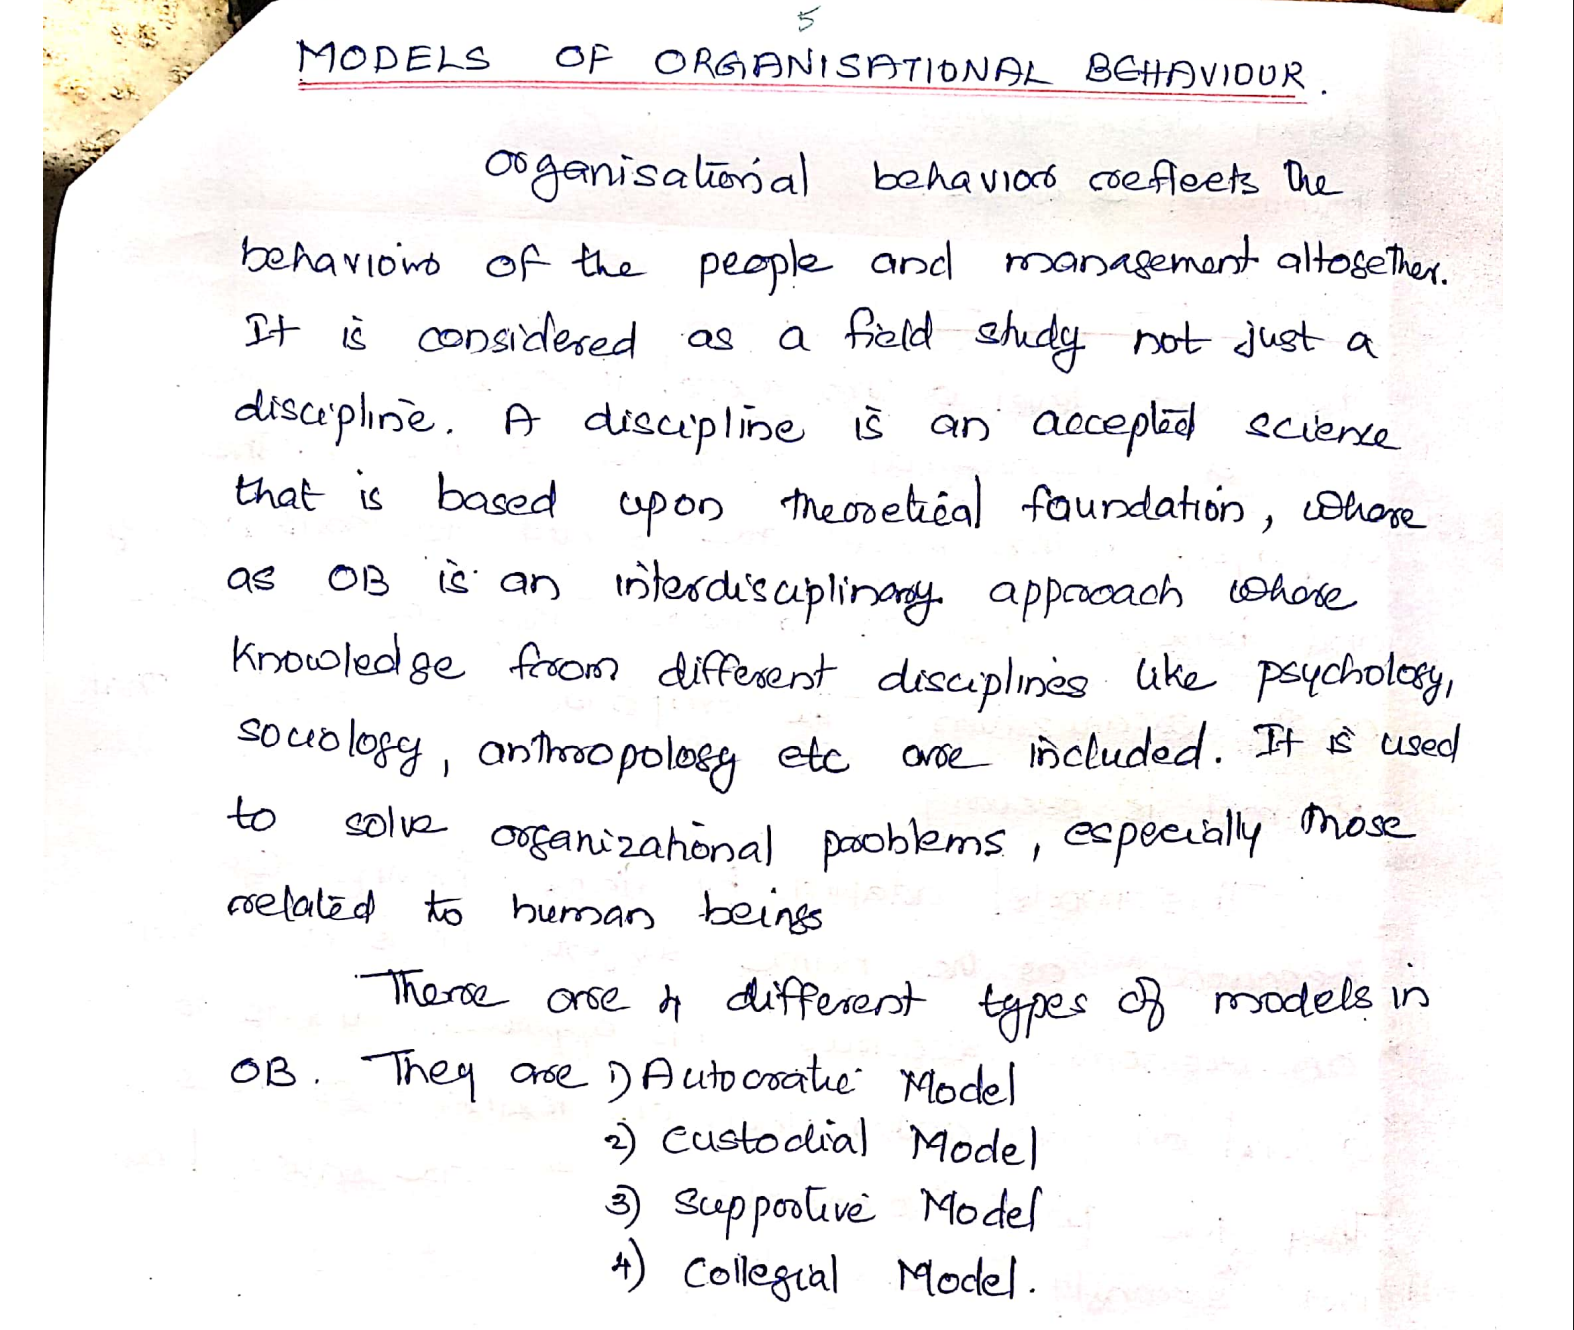 5
MODELS OF ORGANISATIONAL BEHAVIOUR.
Organisational behavior reflects the
behaviour of the people and management altogether.
It is considered as a field study not just a
discipline. A discipline is an accepted science
that is based upon theoretical foundation, where
as OB is an interdisciplinary approach where
knowledge from different disciplines like psychology,
sociology, anthropology etc are included. It is used
to solve organizational problems, especially those
related to human beings
There are 4 different types of models in
OB. They are 1) Autocratic Model
2) Custodial Model
3) Supportive Model
4) Collegial Model.